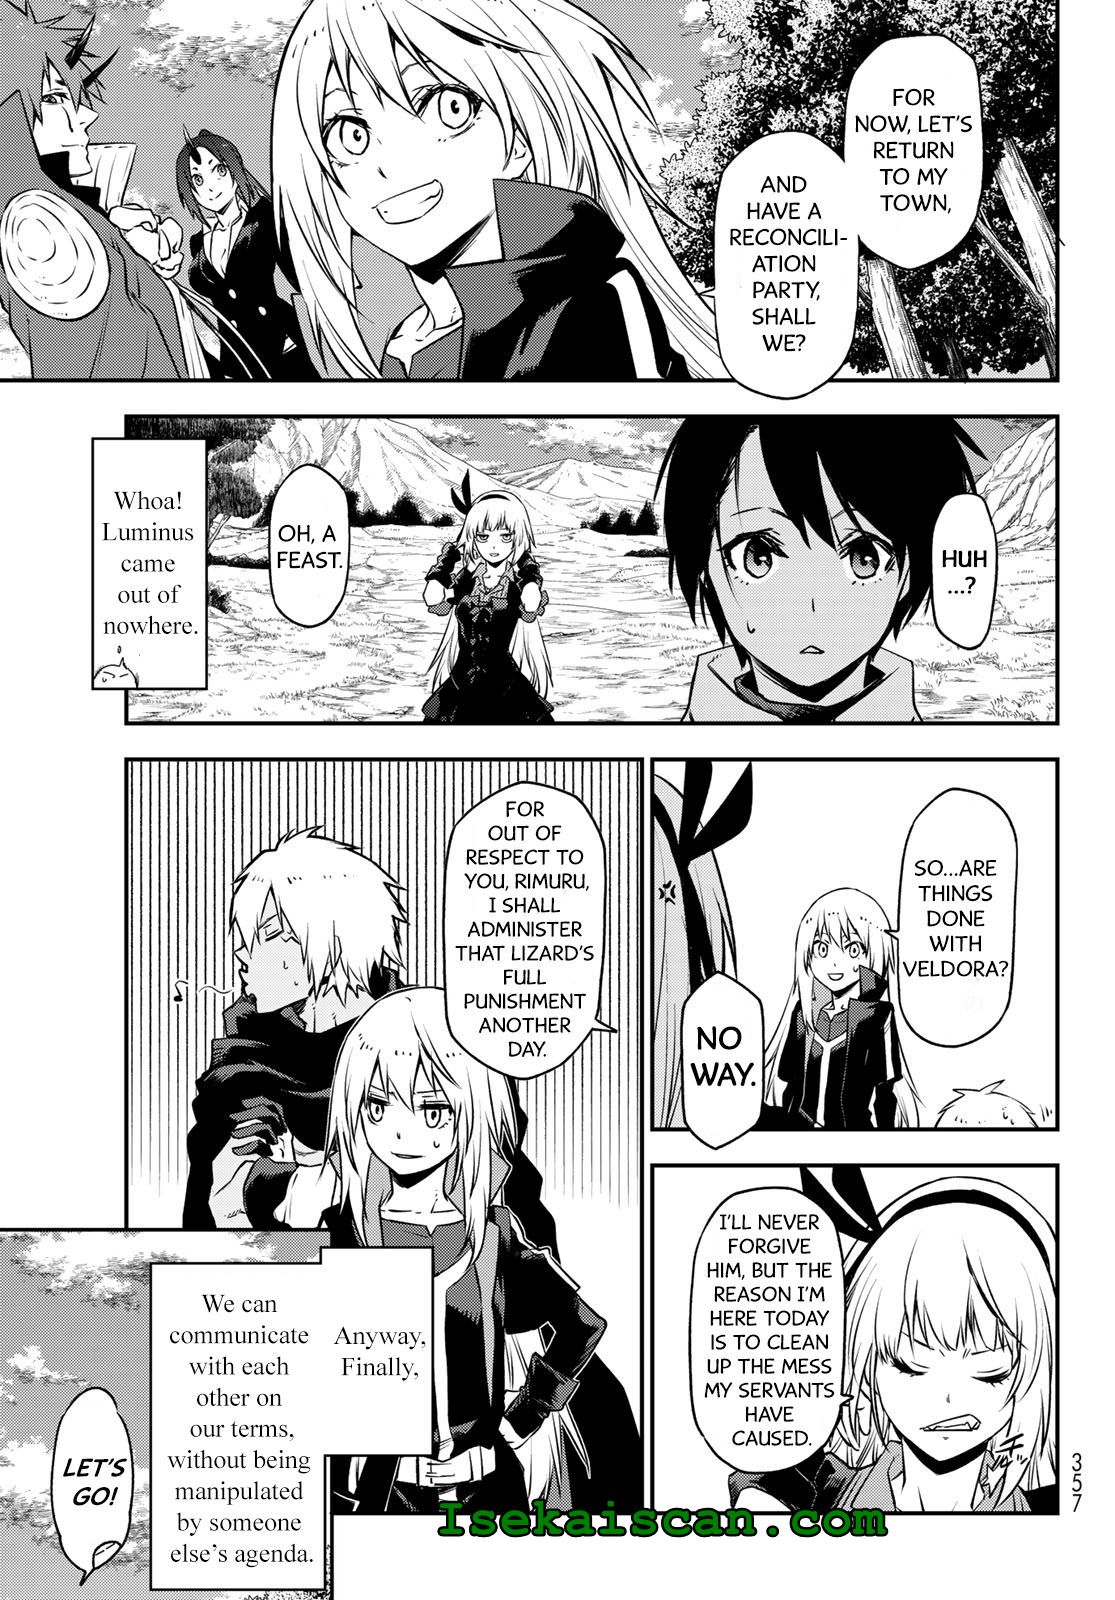 FOR
NOW, LET'S
RETURN
TO MY
TOWN,
AND
HAVE A
RECONCILI-
ATION
PARTY,
SHALL
WE?
HUH
...?
OH, A
FEAST.
Whoa!
Luminus
came
out of
nowhere.
SO...ARE
THINGS
DONE
WITH
VELDORA?
NO
WAY.
FOR
OUT OF
RESPECT TO
YOU, RIMURU,
I SHALL
ADMINISTER
THAT LIZARD'S
FULL
PUNISHMENT
ANOTHER
DAY.
I'LL NEVER
FORGIVE
HIM, BUT THE
REASON I'M
HERE TODAY
IS TO CLEAN
UP THE MESS
MY SERVANTS
HAVE
CAUSED.
Anyway,
Finally,
We can
communicate
with each
other on
our terms,
without being
manipulated
by someone
else's agenda.
LET'S
GO!
357
Isekaiscan.com